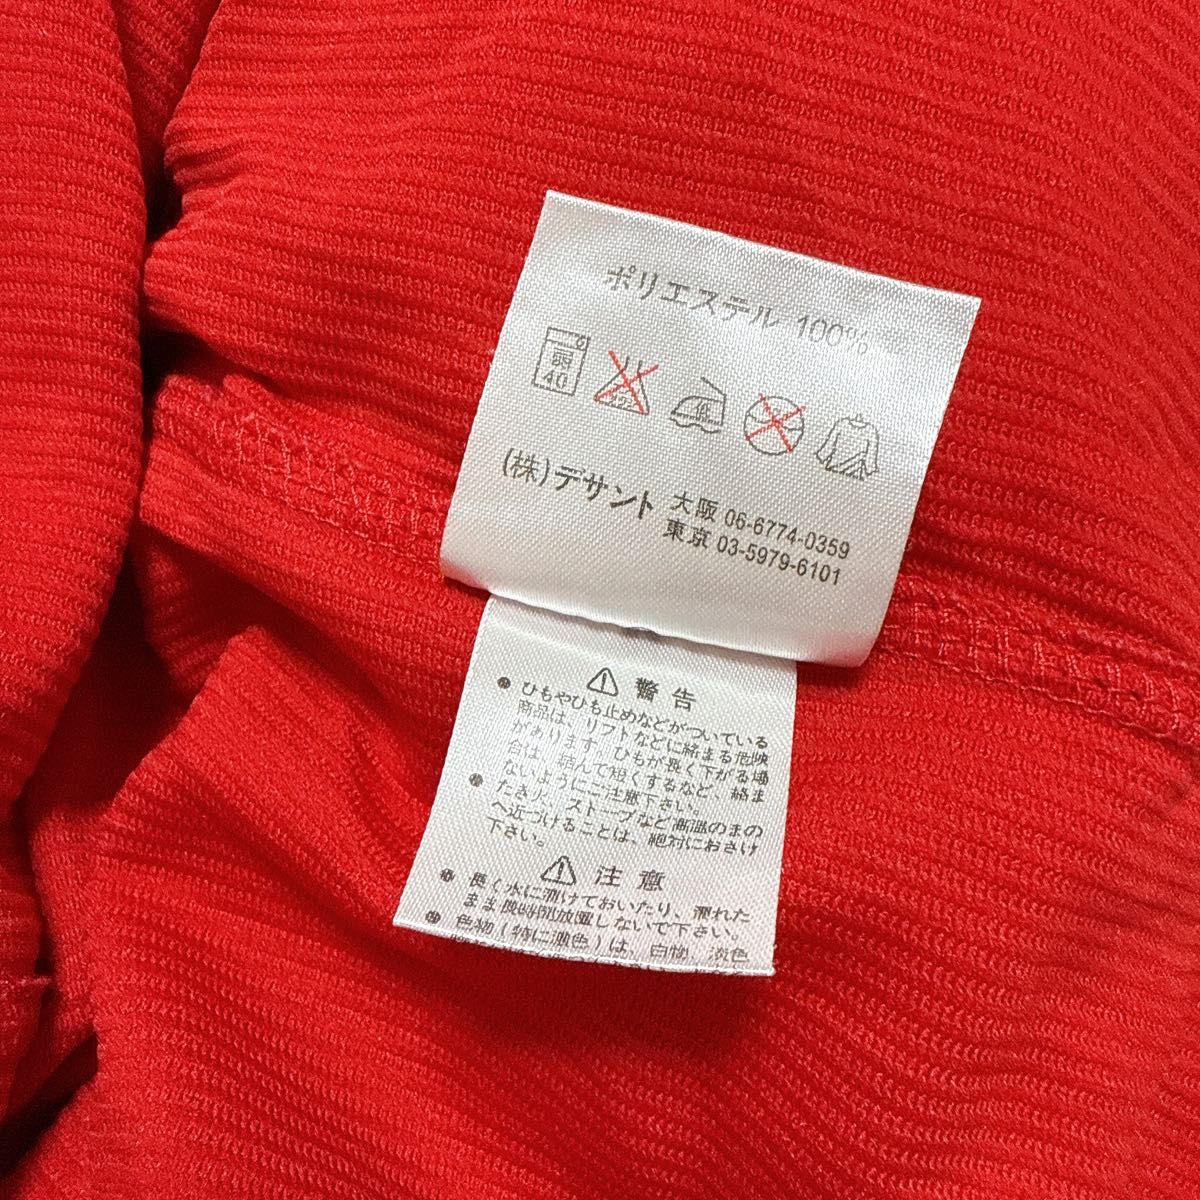 ポリエステル 100%
弱
40
(株)デサント
大阪 06-6774-0359
東京 03-5979-6101
警告
● ひもやひも止めなどがついている
商品は、リフトなどに絡まる危険
があります。ひもが長く下がる場
合は、結んで短くするなど、絡ま
ないようにご注意下さい。
● たき火、ストーブなど高温のもの
へ近づけることは、絶対におさけ
下さい。
注意
● 長く水に漬けておいたり、濡れた
まま長時間放置しないで下さい。
● 色物(特に濃色)は、白物、淡色